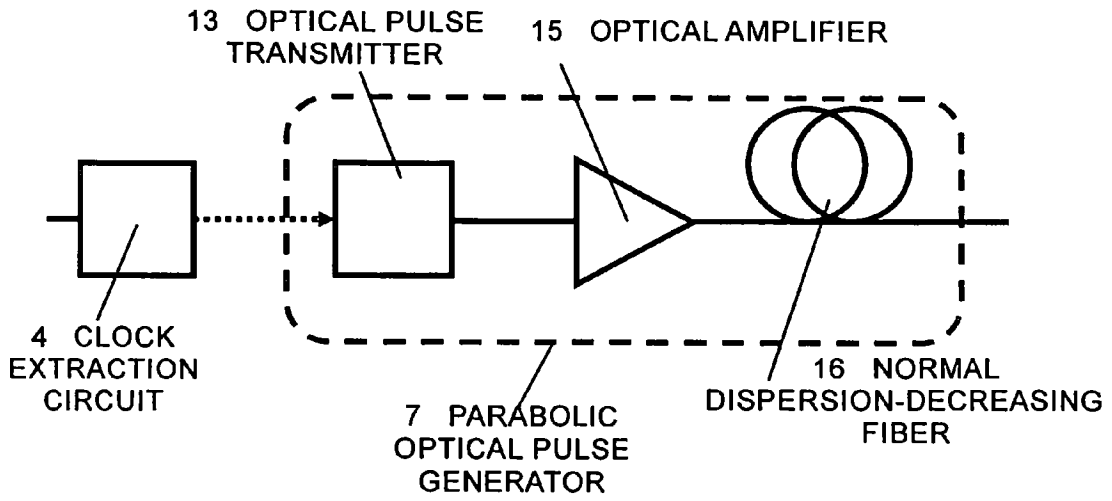 13 OPTICAL PULSE
TRANSMITTER
15 OPTICAL AMPLIFIER
4 CLOCK
EXTRACTION
CIRCUIT
7 PARABOLIC
OPTICAL PULSE
GENERATOR
16 NORMAL
DISPERSION-DECREASING
FIBER